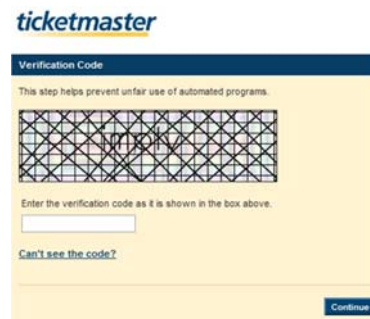 ticketmaster
Verification Code
This step helps prevent unfair use of automated programs.
Enter the verification code as it is shown in the box above.
Can't see the code?
Continue